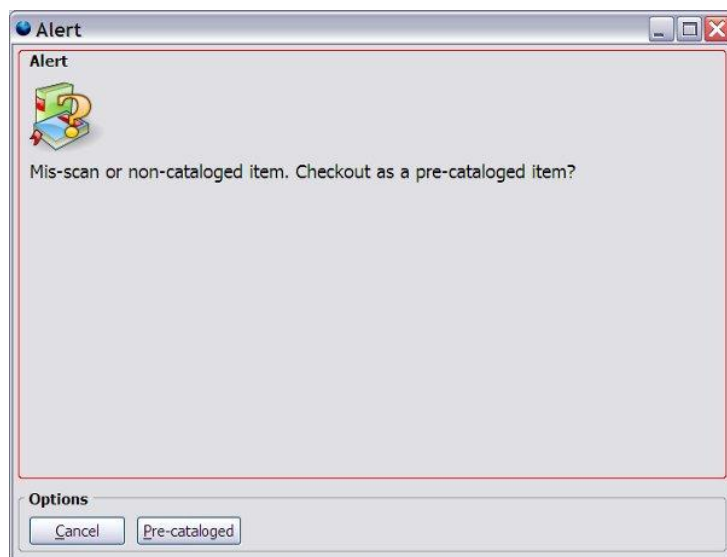 Alert
Alert
Mis-scan or non-cataloged item. Checkout as a pre-cataloged item?
Options
Cancel Pre-cataloged